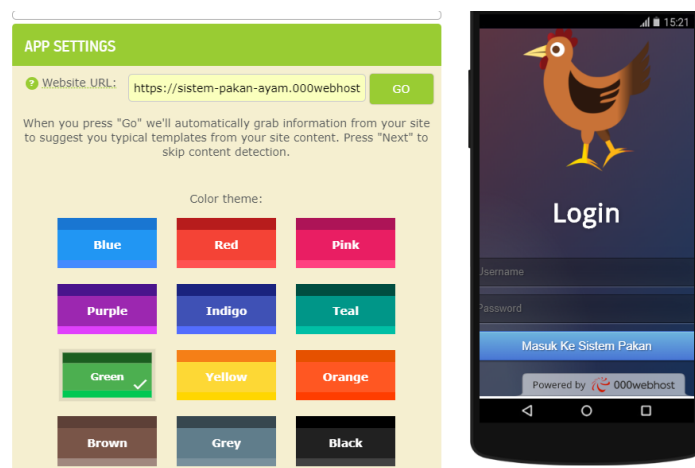 APP SETTINGS
? Website URL:
https://sistem-pakan-ayam.000webhost
GO
When you press "Go" we'll automatically grab information from your site
to suggest you typical templates from your site content. Press "Next" to
skip content detection.
Color theme:
Blue
Red
Pink
Purple
Indigo
Teal
Green
Yellow
Orange
Brown
Grey
Black
15:21
Login
Username
Password
Masuk Ke Sistem Pakan
Powered by 000webhost